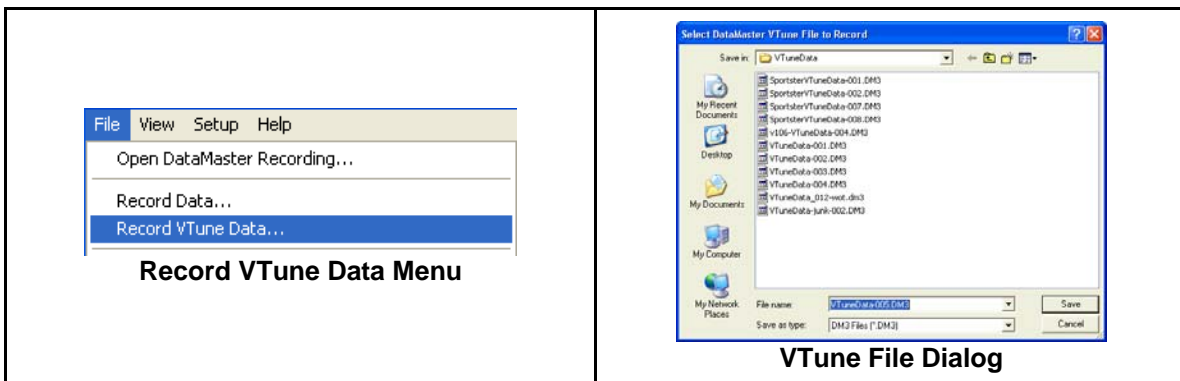 File View Setup Help
Open DataMaster Recording...
Record Data...
Record VTune Data...
Record VTune Data Menu
Select DataMaster VTune File to Record
Save in: VTuneData
My Recent Documents
Desktop
My Documents
My Computer
My Network Places
SportsterVTuneData-001.DM3
SportsterVTuneData-002.DM3
SportsterVTuneData-007.DM3
SportsterVTuneData-008.DM3
v106-VTuneData-004.DM3
VTuneData-001.DM3
VTuneData-002.DM3
VTuneData-003.DM3
VTuneData-004.DM3
VTuneData_012-wot.dm3
VTuneData-junk-002.DM3
File name: VTuneData-005.DM3 Save
Save as type: DM3 Files (*.DM3) Cancel
VTune File Dialog